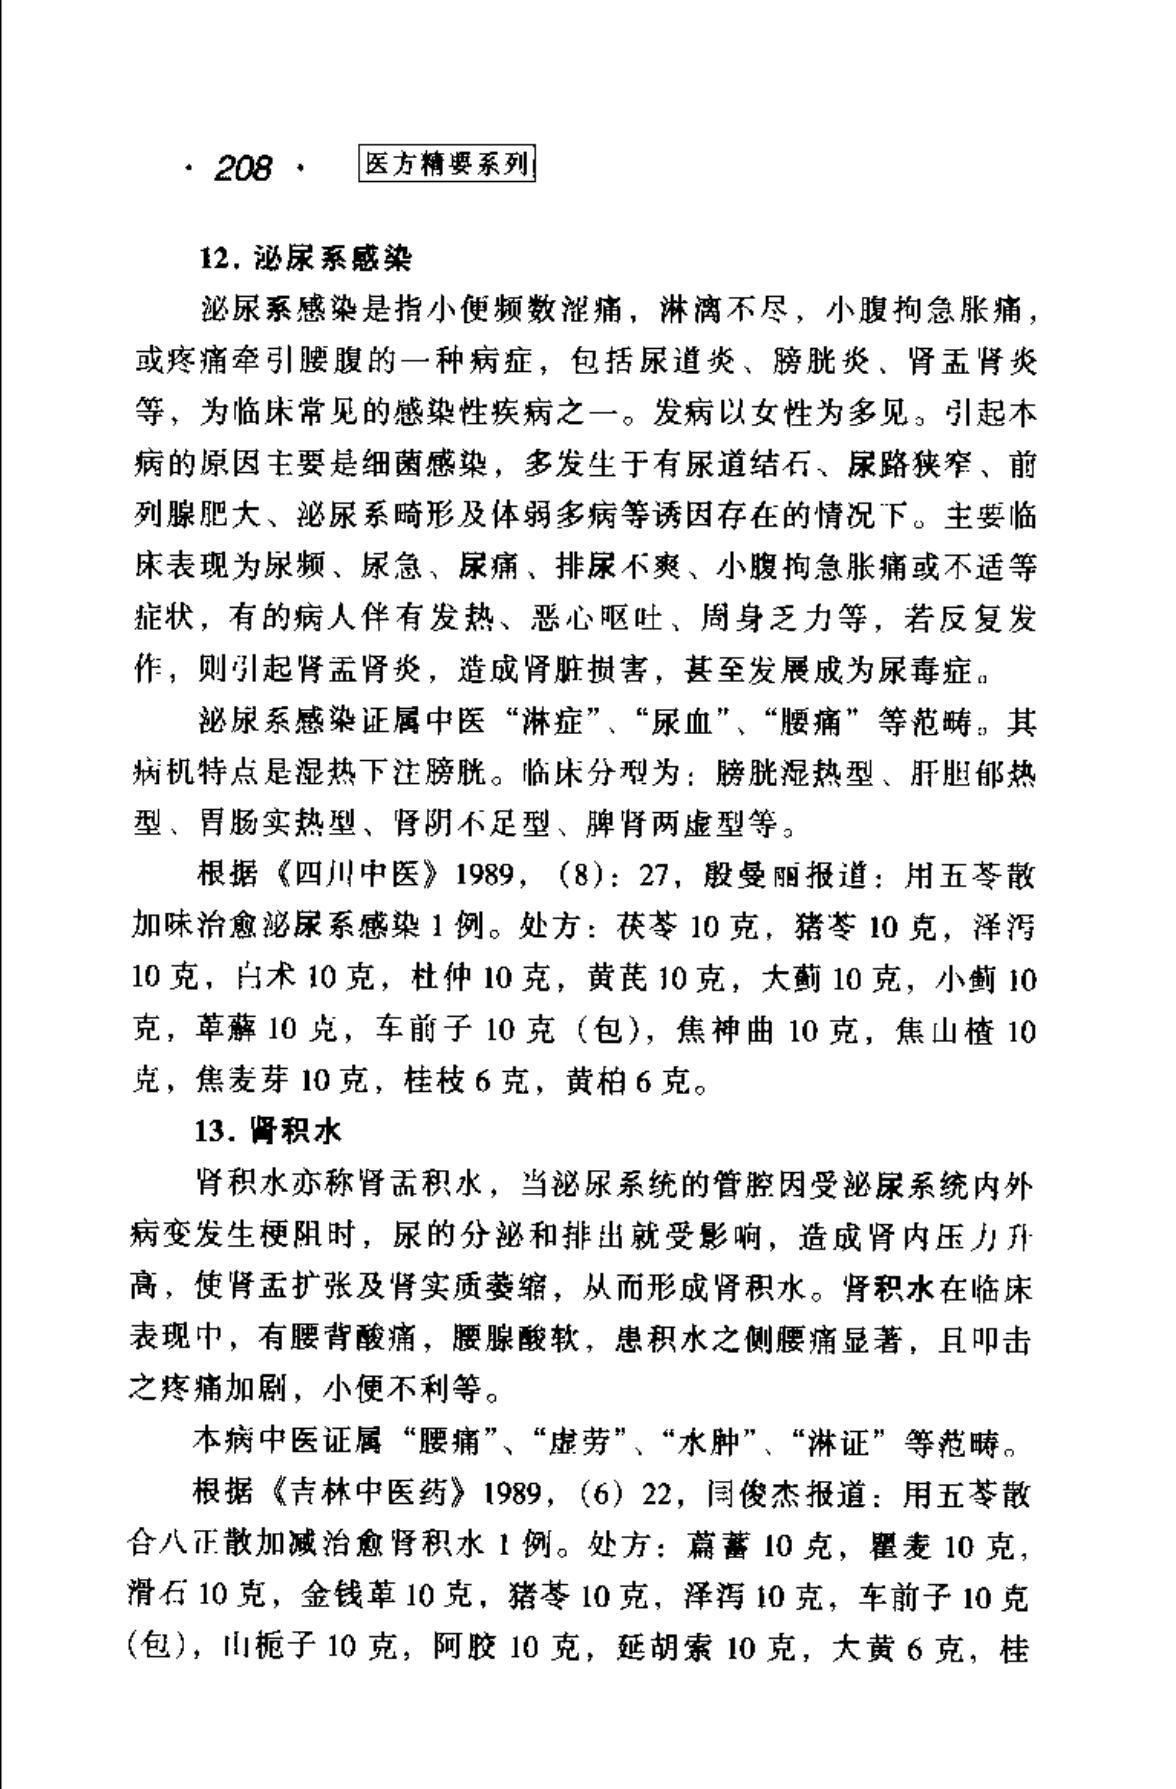 · 208 · 医方精要系列
12. 泌尿系感染
泌尿系感染是指小便频数涩痛，淋漓不尽，小腹拘急胀痛，
或疼痛牵引腰腹的一种病症，包括尿道炎、膀胱炎、肾盂肾炎
等，为临床常见的感染性疾病之一。发病以女性为多见。引起本
病的原因主要是细菌感染，多发生于有尿道结石、尿路狭窄、前
列腺肥大、泌尿系畸形及体弱多病等诱因存在的情况下。主要临
床表现为尿频、尿急、尿痛、排尿不爽、小腹拘急胀痛或不适等
症状，有的病人伴有发热、恶心呕吐、周身乏力等，若反复发
作，则引起肾盂肾炎，造成肾脏损害，甚至发展成为尿毒症。
泌尿系感染证属中医“淋症”、“尿血”、“腰痛”等范畴。其
病机特点是湿热下注膀胱。临床分型为：膀胱湿热型、肝胆郁热
型、胃肠实热型、肾阴不足型、脾肾两虚型等。
根据《四川中医》1989，（8）：27，殷曼丽报道：用五苓散
加味治愈泌尿系感染 1 例。处方：茯苓 10 克，猪苓 10 克，泽泻
10 克，白术 10 克，杜仲 10 克，黄芪 10 克，大蓟 10 克，小蓟 10
克，萆薢 10 克，车前子 10 克（包），焦神曲 10 克，焦山楂 10
克，焦麦芽 10 克，桂枝 6 克，黄柏 6 克。
13. 肾积水
肾积水亦称肾盂积水，当泌尿系统的管腔因受泌尿系统内外
病变发生梗阻时，尿的分泌和排出就受影响，造成肾内压力升
高，使肾盂扩张及肾实质萎缩，从而形成肾积水。肾积水在临床
表现中，有腰背酸痛，腰腺酸软，患积水之侧腰痛显著，且叩击
之疼痛加剧，小便不利等。
本病中医证属“腰痛”、“虚劳”、“水肿”、“淋证”等范畴。
根据《吉林中医药》1989，（6）22，闫俊杰报道：用五苓散
合八正散加减治愈肾积水 1 例。处方：萹蓄 10 克，瞿麦 10 克，
滑石 10 克，金钱草 10 克，猪苓 10 克，泽泻 10 克，车前子 10 克
（包），山栀子 10 克，阿胶 10 克，延胡索 10 克，大黄 6 克，桂